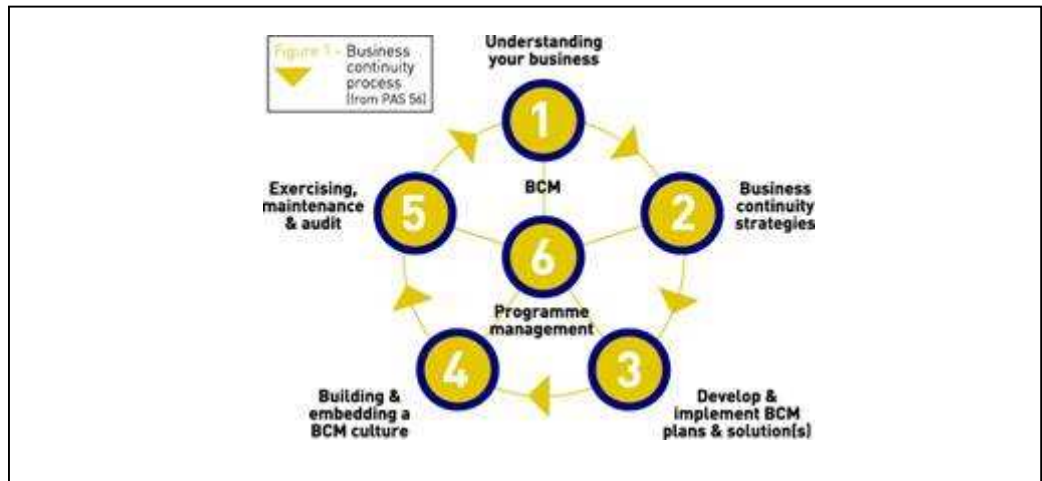 Figure 1 - Business
continuity
process
(from PAS 56)
Understanding
your business
1
BCM
Exercising,
maintenance
& audit
5
2
Business
continuity
strategies
6
Programme
management
4
3
Building &
embedding a
BCM culture
Develop &
implement BCM
plans & solution(s)